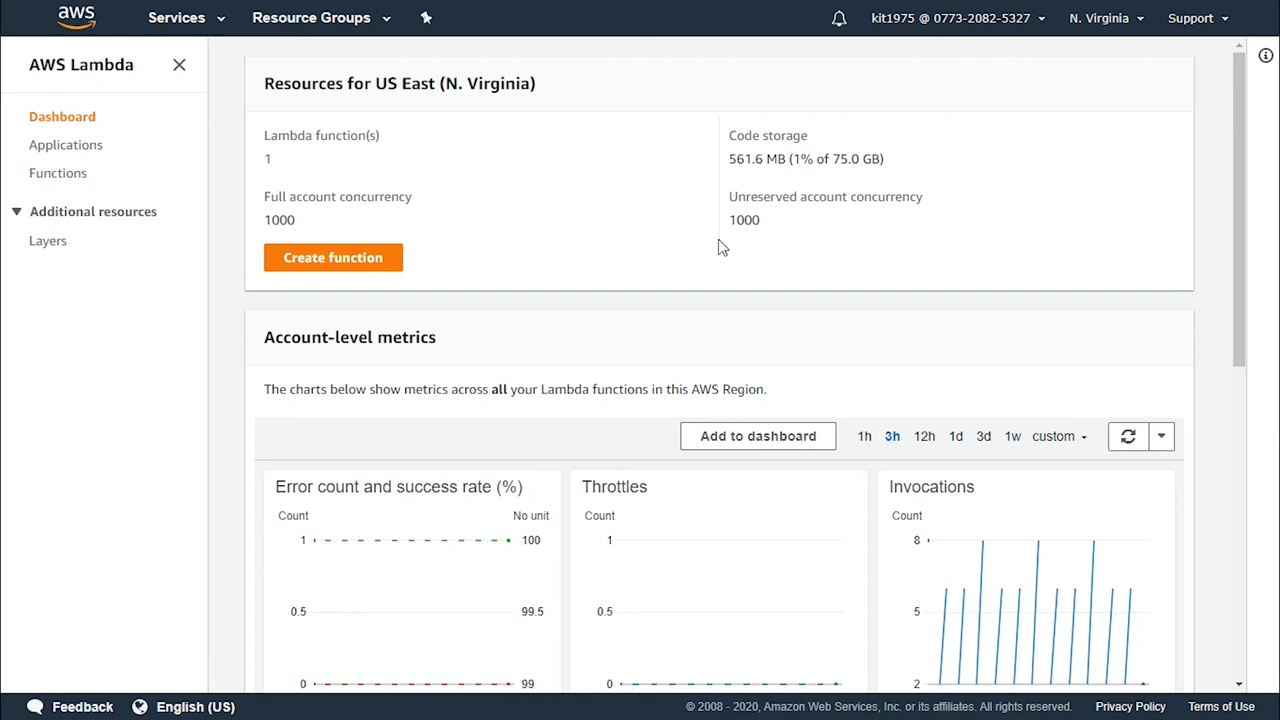 aws
Services
Resource Groups
kit1975 @ 0773-2082-5327
N. Virginia
Support
AWS Lambda
Dashboard
Applications
Functions
Additional resources
Layers
Resources for US East (N. Virginia)
Lambda function(s)
1
Code storage
561.6 MB (1% of 75.0 GB)
Full account concurrency
1000
Unreserved account concurrency
1000
Create function
Account-level metrics
The charts below show metrics across all your Lambda functions in this AWS Region.
Add to dashboard
1h 3h 12h 1d 3d 1w custom
Error count and success rate (%)
Count No unit
1 100
0.5 99.5
0 99
Throttles
Count
1
0.5
0
Invocations
Count
8
5
2
Feedback
English (US)
© 2008 - 2020, Amazon Web Services, Inc. or its affiliates. All rights reserved.
Privacy Policy
Terms of Use